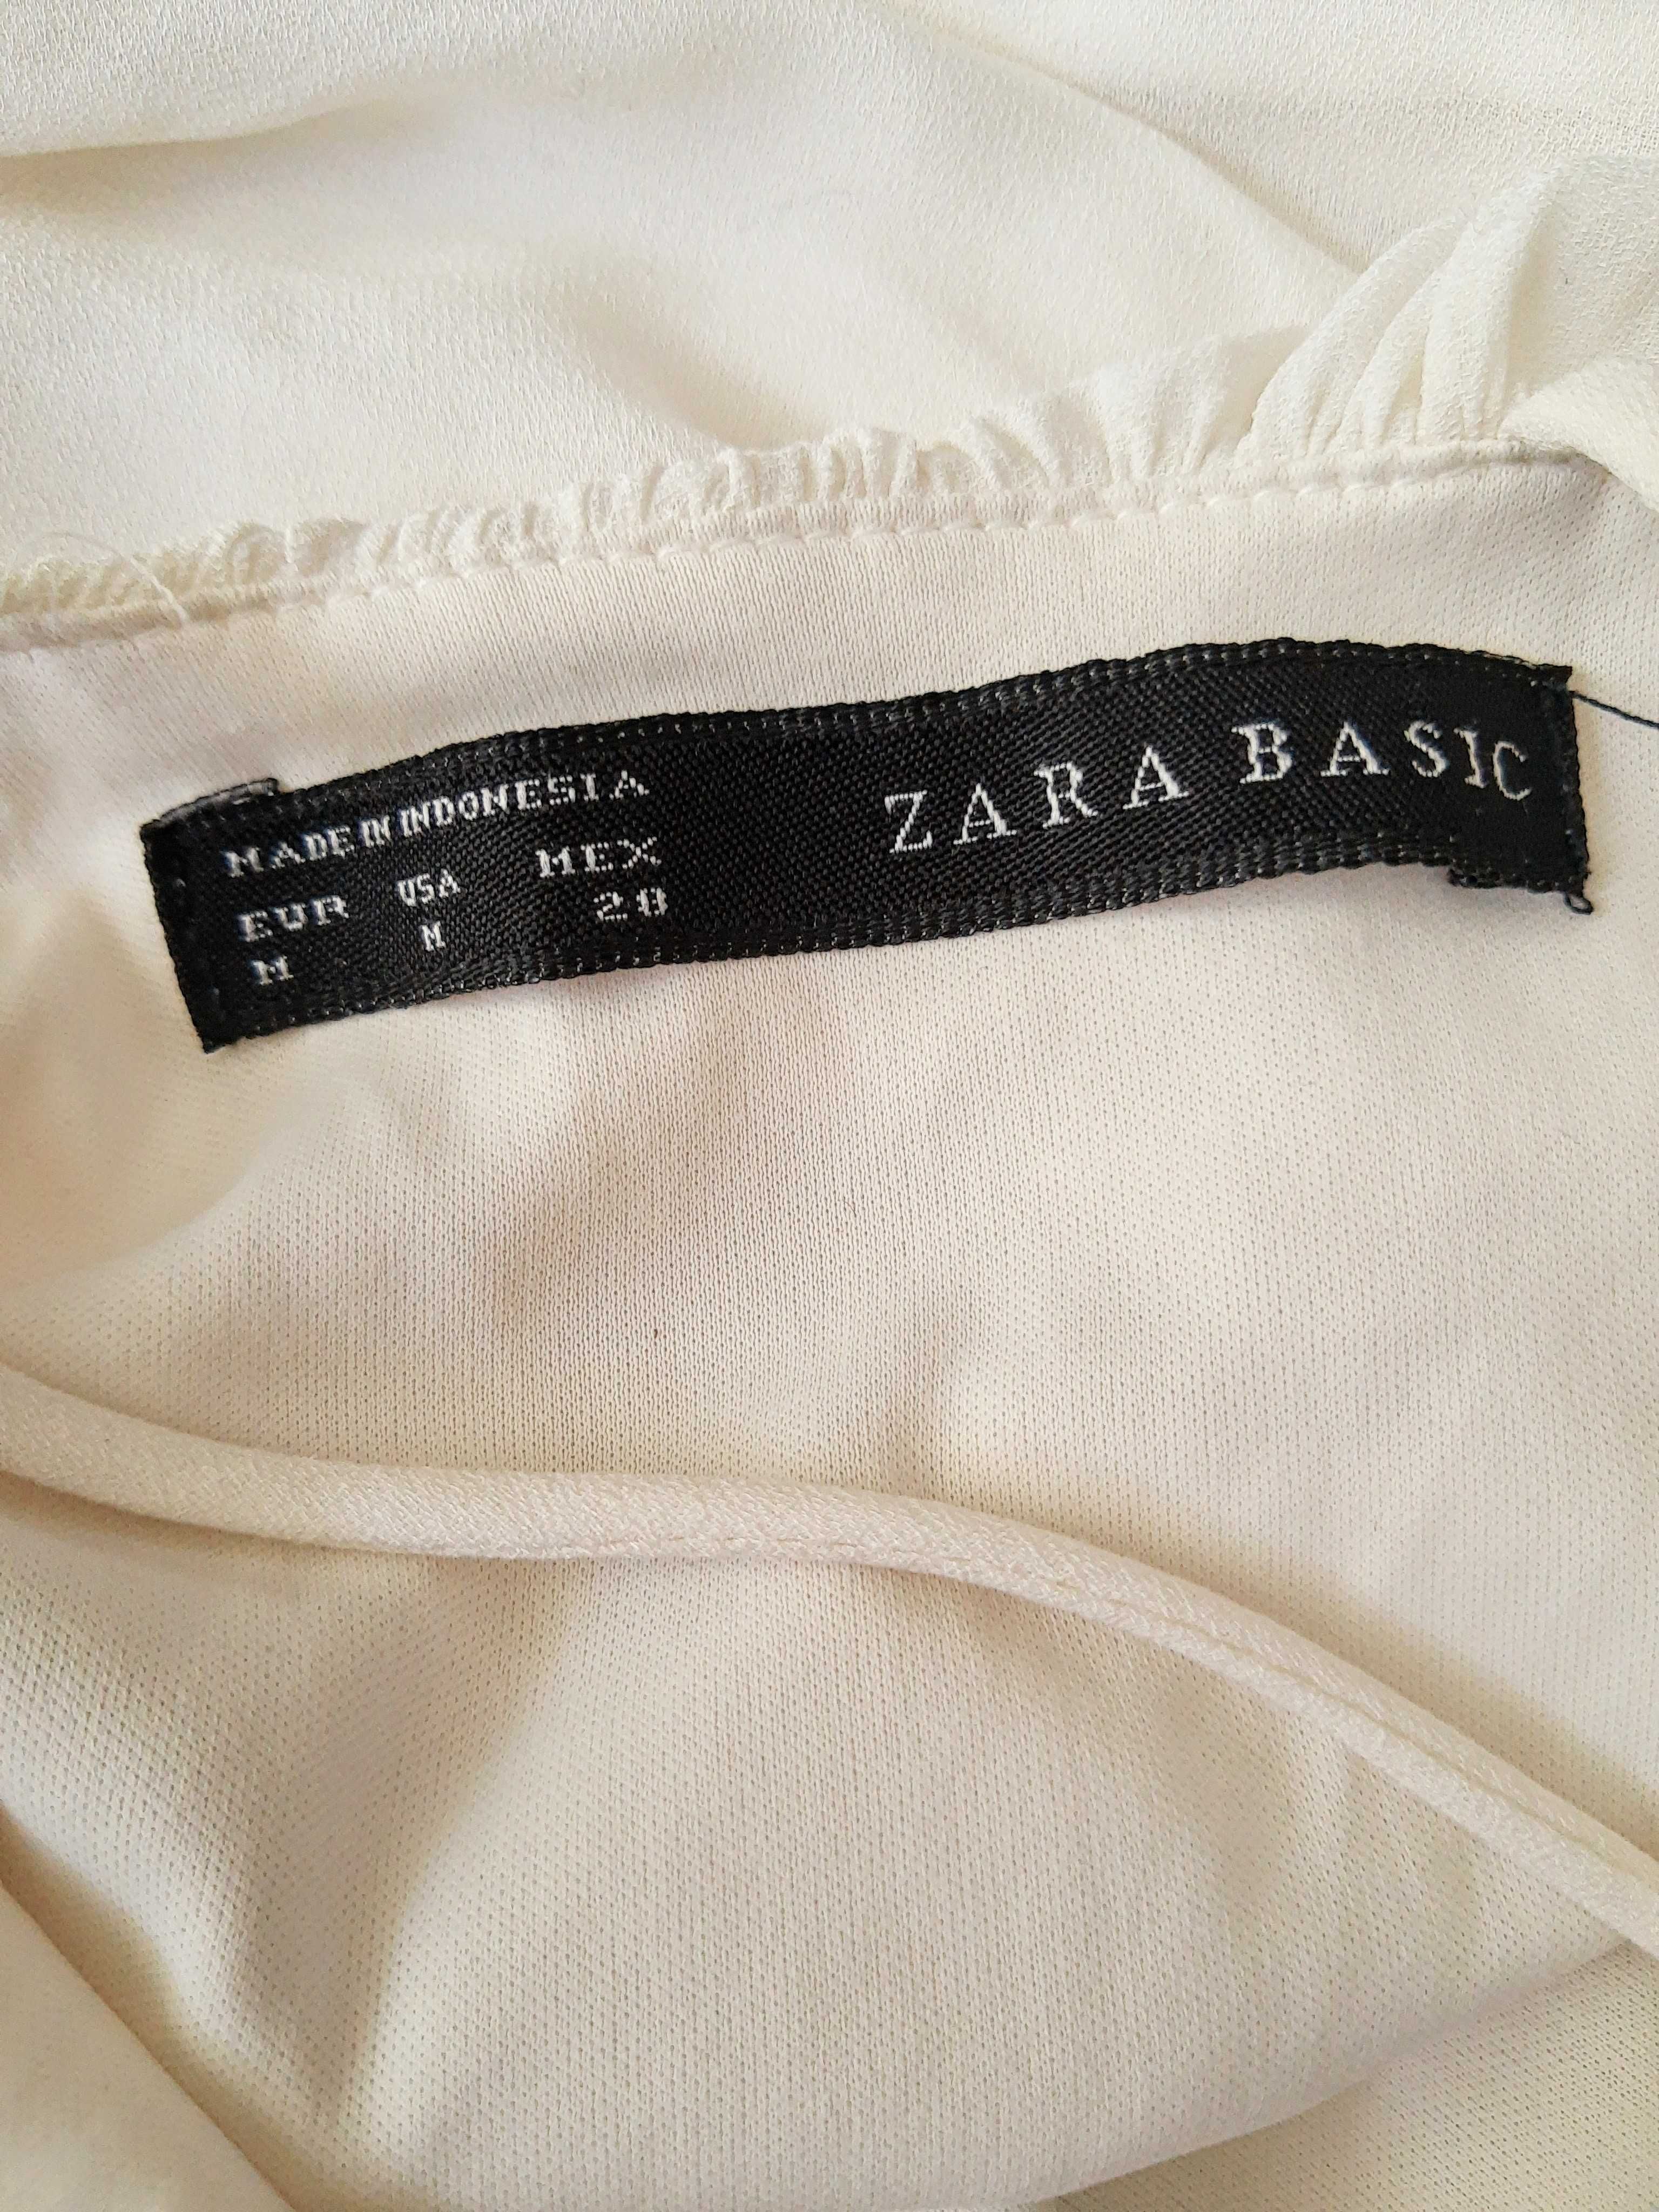 MADE IN INDONESIA
EUR USA MEX
M M 28
ZARA BASIC